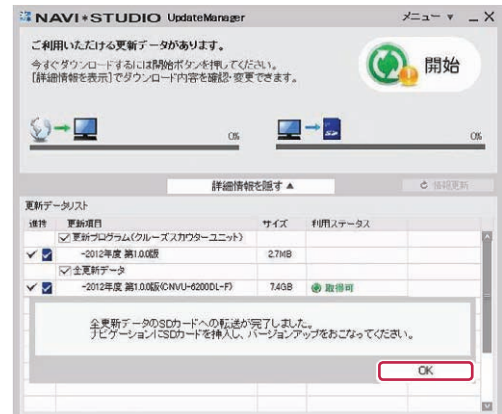 NAVI*STUDIO UpdateManager
メニュー ▼ _ X
ご利用いただける更新データがあります。
今すぐダウンロードするには開始ボタンを押してください。
[詳細情報を表示]でダウンロード内容を確認・変更できます。
開始
0%
0%
詳細情報を隠す ▲
情報更新
更新データリスト
進捗 更新項目 サイズ 利用ステータス
更新プログラム(クルーズスカウターユニット)
-2012年度 第1.0.0版 2.7MB
全更新データ
-2012年度 第1.0.0版(CNVU-6200DL-F) 7.4GB 取得可
全更新データのSDカードへの転送が完了しました。
ナビゲーションにSDカードを挿入し、バージョンアップをおこなってください。
OK